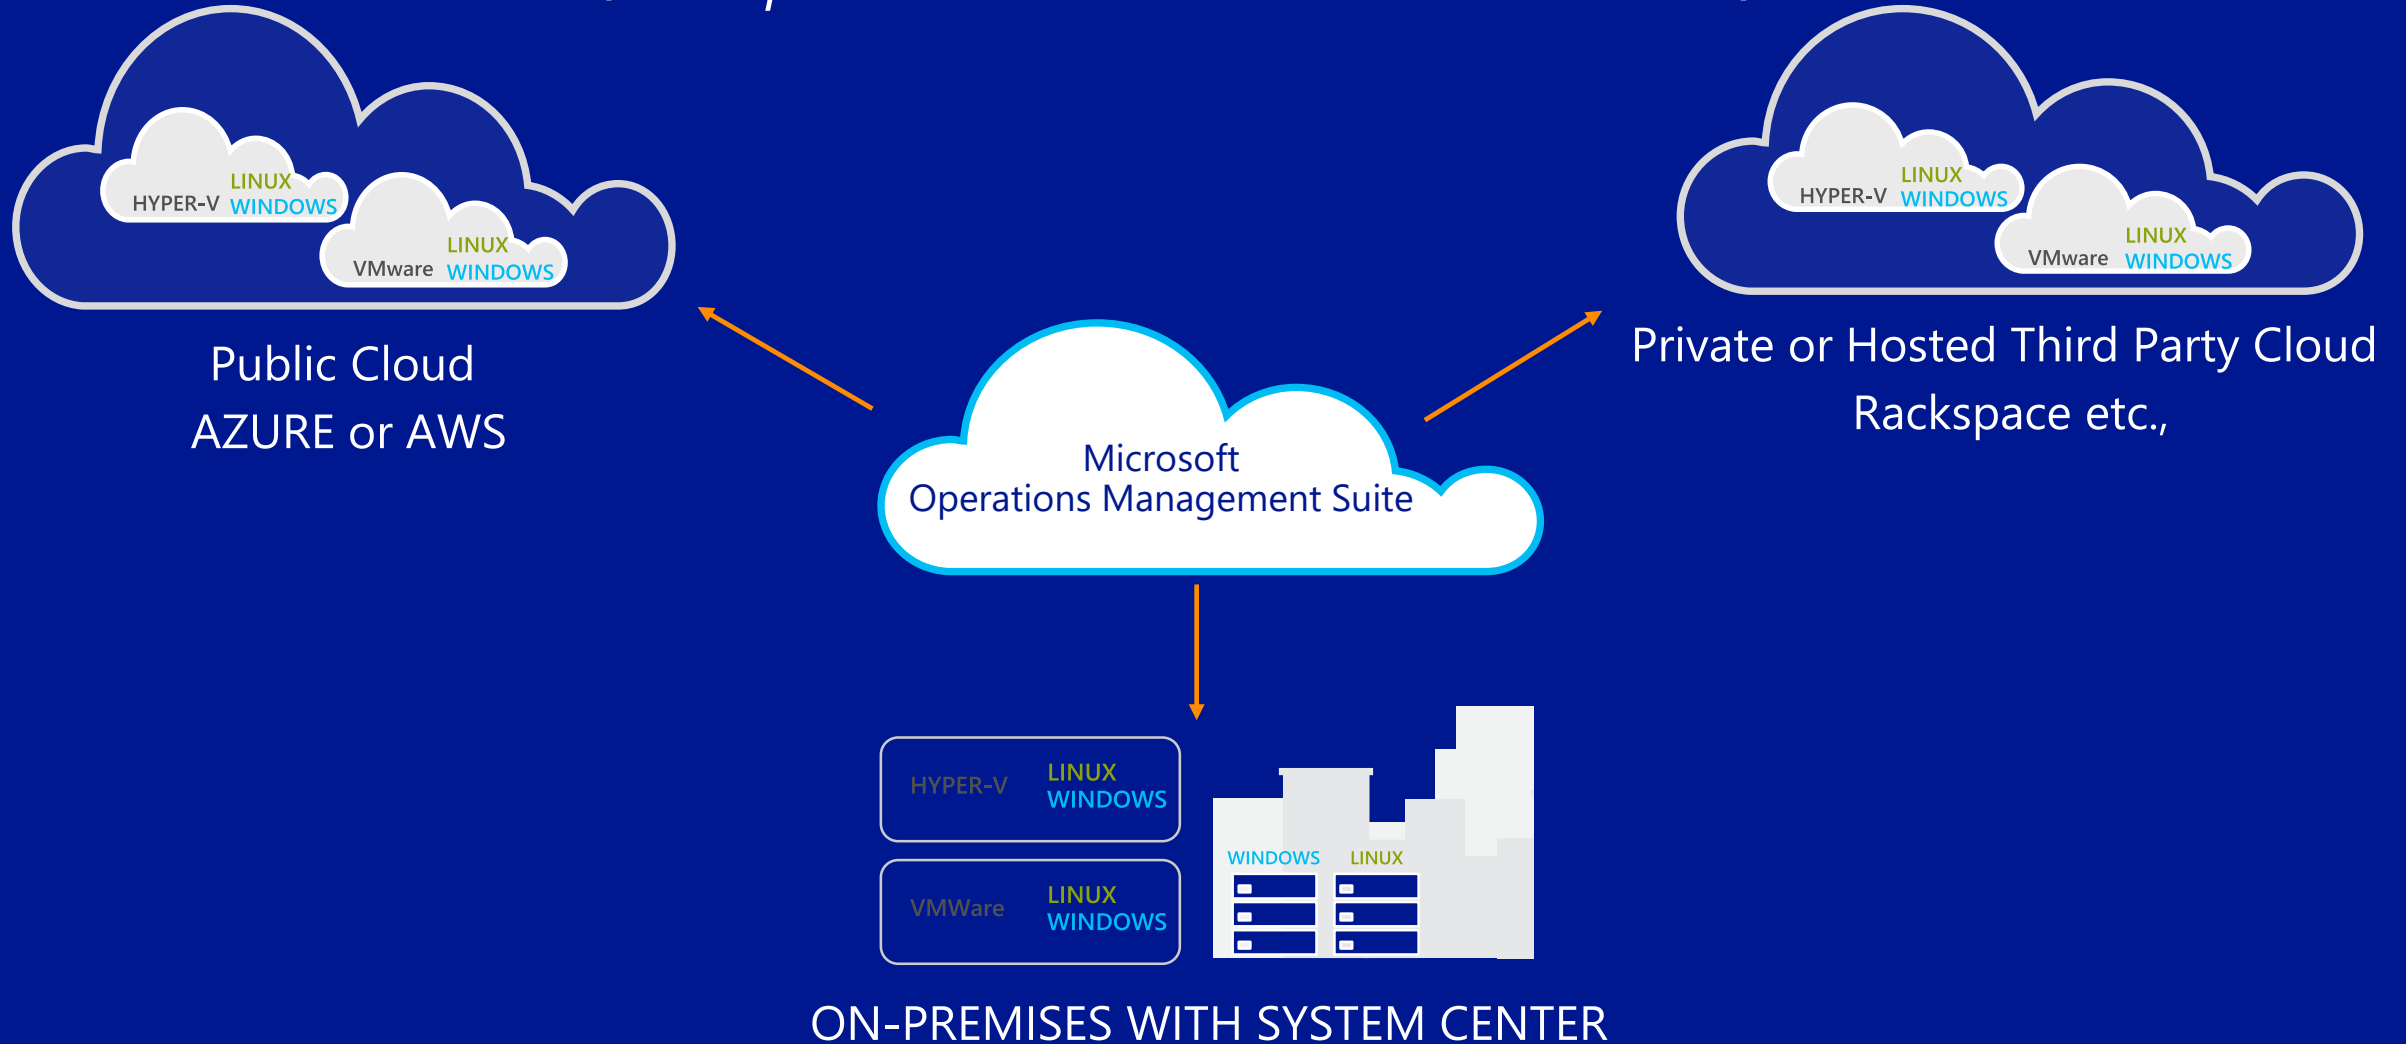 LINUX
HYPER-V WINDOWS
LINUX
VMware WINDOWS
Public Cloud
AZURE or AWS
LINUX
HYPER-V WINDOWS
LINUX
VMware WINDOWS
Private or Hosted Third Party Cloud
Rackspace etc.,
Microsoft
Operations Management Suite
HYPER-V LINUX
WINDOWS
VMWare LINUX
WINDOWS
WINDOWS LINUX
ON-PREMISES WITH SYSTEM CENTER